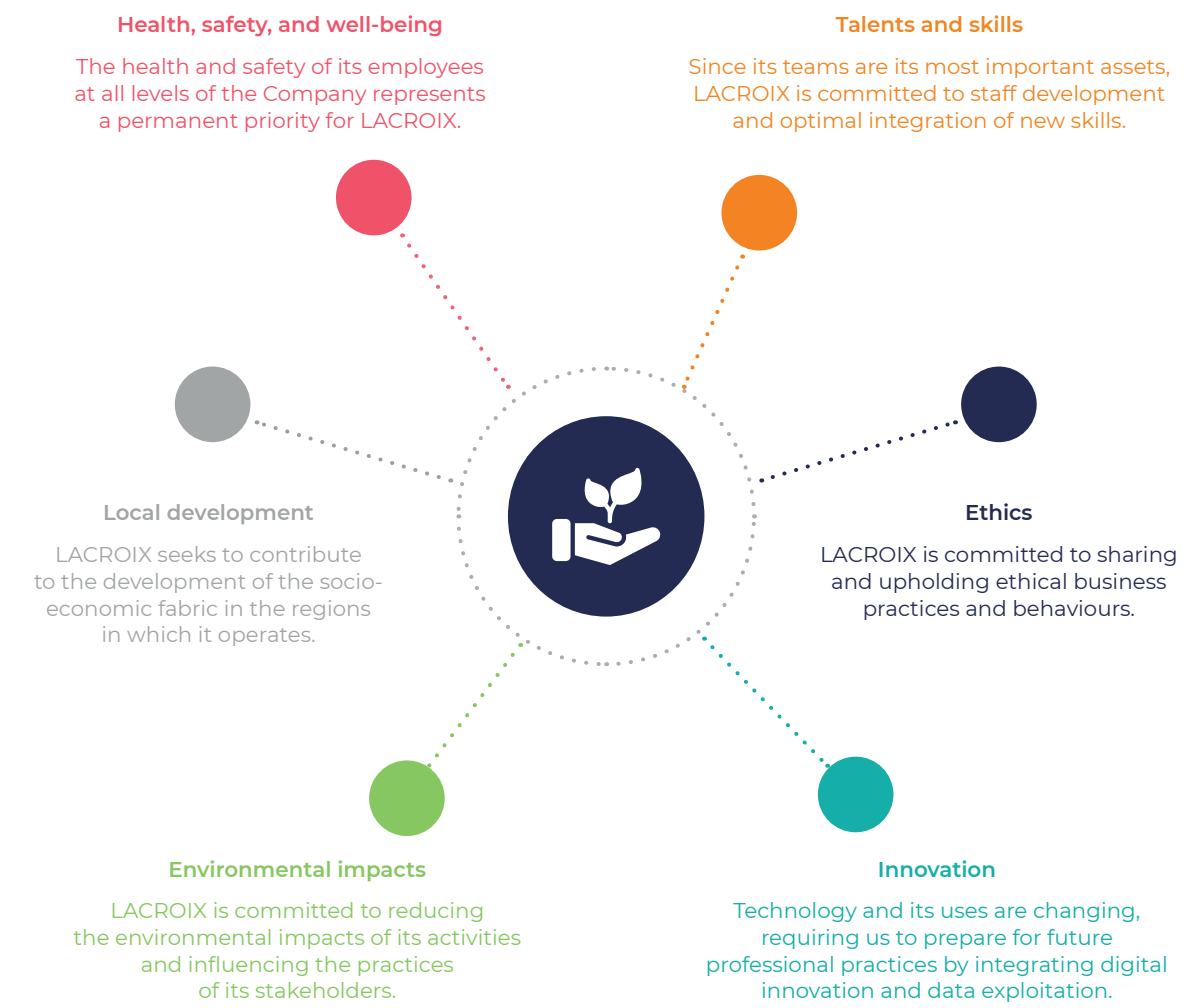 Health, safety, and well-being
The health and safety of its employees
at all levels of the Company represents
a permanent priority for LACROIX.
Talents and skills
Since its teams are its most important assets,
LACROIX is committed to staff development
and optimal integration of new skills.
Local development
LACROIX seeks to contribute
to the development of the socio-
economic fabric in the regions
in which it operates.
Ethics
LACROIX is committed to sharing
and upholding ethical business
practices and behaviours.
Environmental impacts
LACROIX is committed to reducing
the environmental impacts of its activities
and influencing the practices
of its stakeholders.
Innovation
Technology and its uses are changing,
requiring us to prepare for future
professional practices by integrating digital
innovation and data exploitation.